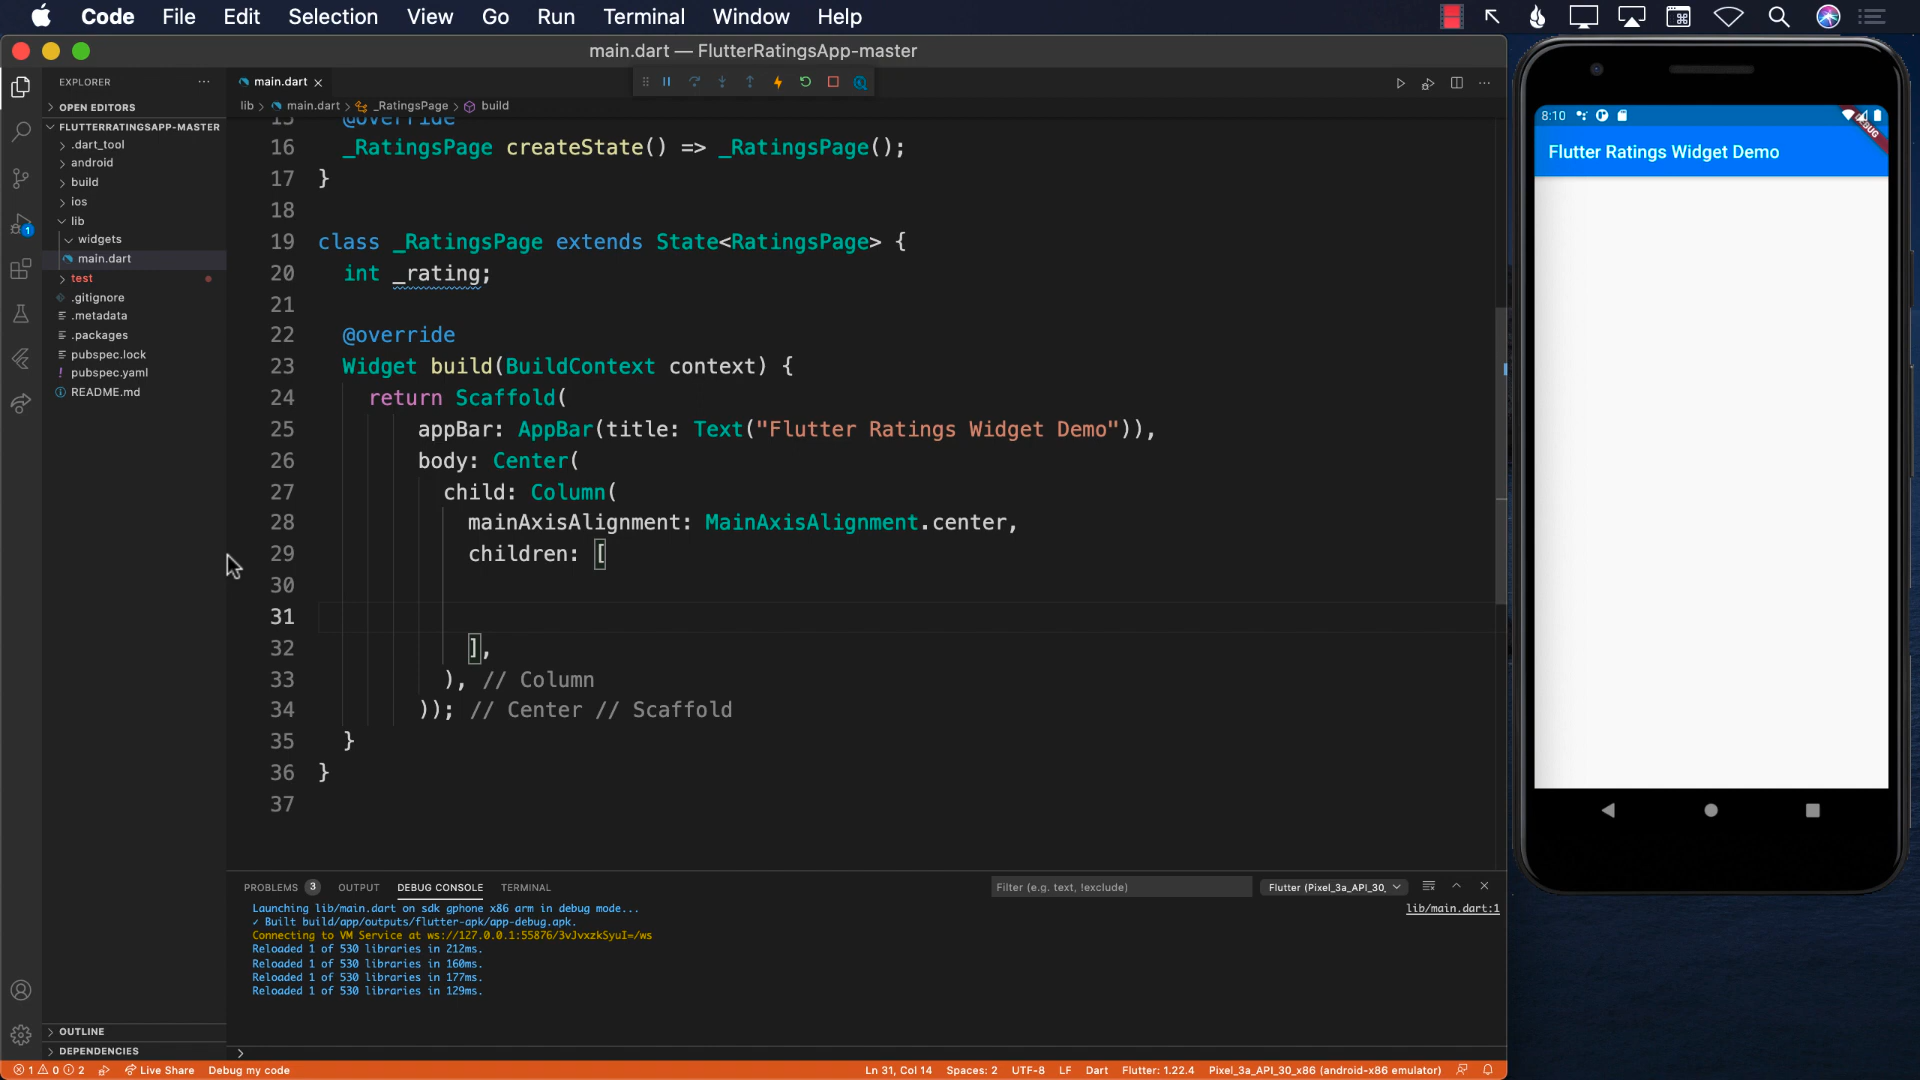 Code File Edit Selection View Go Run Terminal Window Help
main.dart — FlutterRatingsApp-master
EXPLORER
main.dart
OPEN EDITORS
lib > main.dart > _RatingsPage > build
FLUTTERRATINGSAPP-MASTER
.dart_tool
android
build
ios
lib
widgets
main.dart
test
.gitignore
.metadata
.packages
pubspec.lock
pubspec.yaml
README.md
OUTLINE
DEPENDENCIES
1
15 @override
16 _RatingsPage createState() => _RatingsPage();
17 }
18
19 class _RatingsPage extends State<RatingsPage> {
20 int _rating;
21
22 @override
23 Widget build(BuildContext context) {
24 return Scaffold(
25 appBar: AppBar(title: Text("Flutter Ratings Widget Demo")),
26 body: Center(
27 child: Column(
28 mainAxisAlignment: MainAxisAlignment.center,
29 children: [
30
31
32 ],
33 ), // Column
34 )); // Center // Scaffold
35 }
36 }
37
PROBLEMS 3 OUTPUT DEBUG CONSOLE TERMINAL
Filter (e.g. text, !exclude)
Flutter (Pixel_3a_API_30,
Launching lib/main.dart on sdk gphone x86 arm in debug mode...
lib/main.dart:1
✓ Built build/app/outputs/flutter-apk/app-debug.apk.
Connecting to VM Service at ws://127.0.0.1:55876/3vJvxzkSyuI=/ws
Reloaded 1 of 530 libraries in 212ms.
Reloaded 1 of 530 libraries in 160ms.
Reloaded 1 of 530 libraries in 177ms.
Reloaded 1 of 530 libraries in 129ms.
1 0 2 Live Share Debug my code
Ln 31, Col 14 Spaces: 2 UTF-8 LF Dart Flutter: 1.22.4 Pixel_3a_API_30_x86 (android-x86 emulator)
8:10
DEBUG
Flutter Ratings Widget Demo